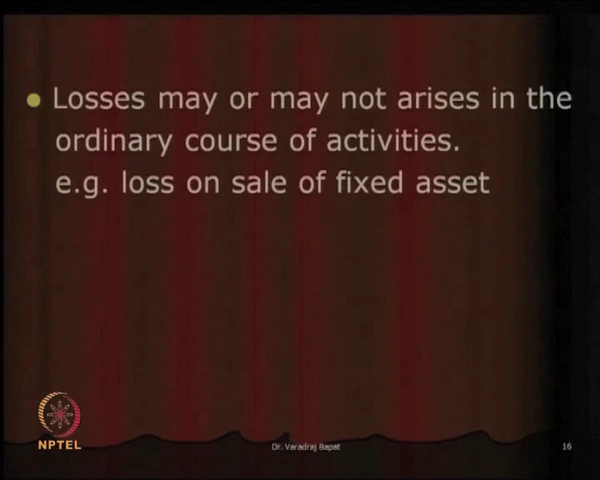 Losses may or may not arises in the
ordinary course of activities.
e.g. loss on sale of fixed asset
NPTEL
Dr. Varadraj Bapat
16